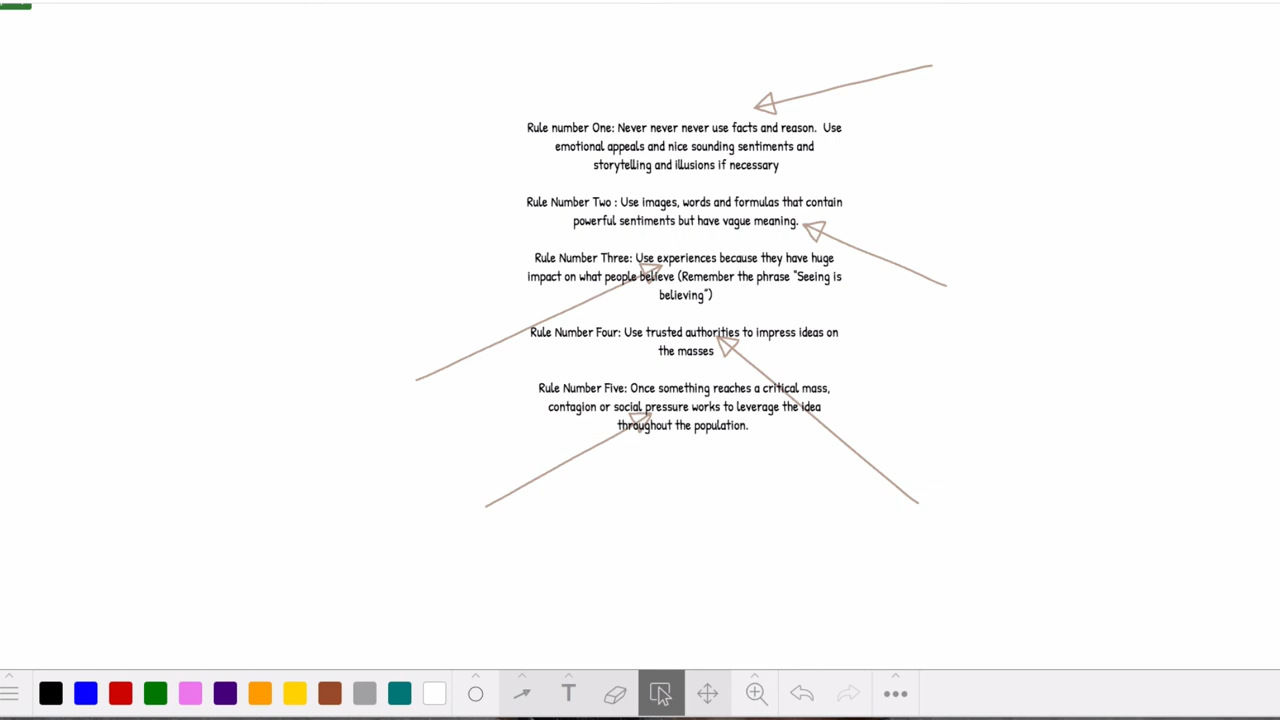 Rule number One: Never never never use facts and reason.  Use
emotional appeals and nice sounding sentiments and
storytelling and illusions if necessary
Rule Number Two : Use images, words and formulas that contain
powerful sentiments but have vague meaning.
Rule Number Three: Use experiences because they have huge
impact on what people believe (Remember the phrase "Seeing is
believing")
Rule Number Four: Use trusted authorities to impress ideas on
the masses
Rule Number Five: Once something reaches a critical mass,
contagion or social pressure works to leverage the idea
throughout the population.
T